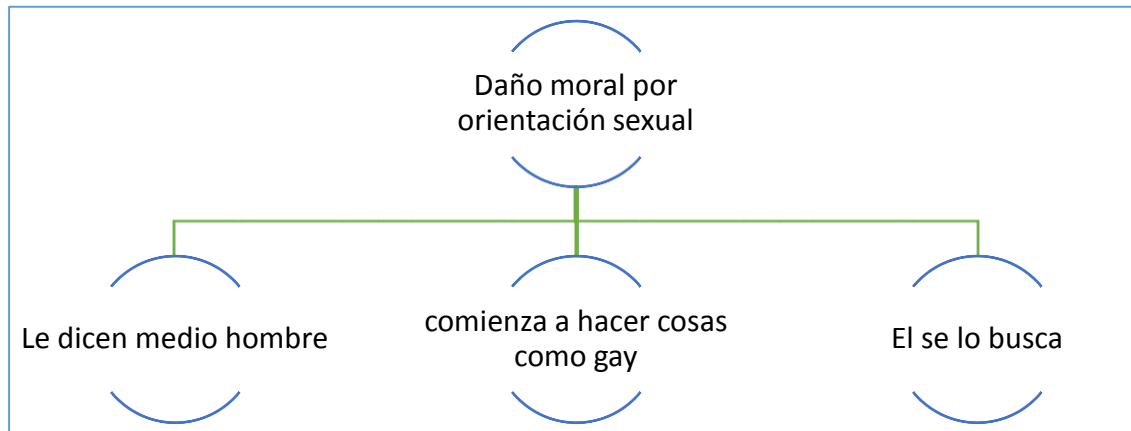 Daño moral por
orientación sexual
Le dicen medio hombre
comienza a hacer cosas
como gay
El se lo busca